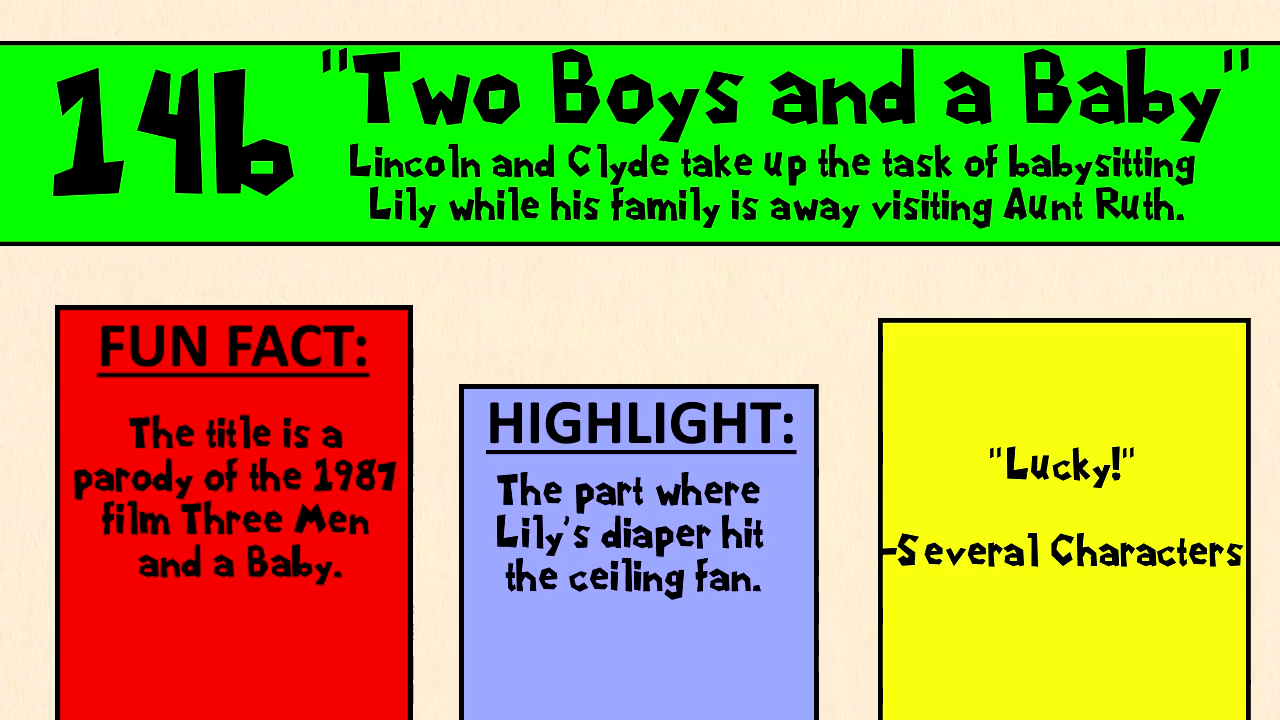 14b
"Two Boys and a Baby"
Lincoln and Clyde take up the task of babysitting
Lily while his family is away visiting Aunt Ruth.
FUN FACT:
The title is a
parody of the 1987
film Three Men
and a Baby.
HIGHLIGHT:
The part where
Lily's diaper hit
the ceiling fan.
"Lucky!"
-Several Characters